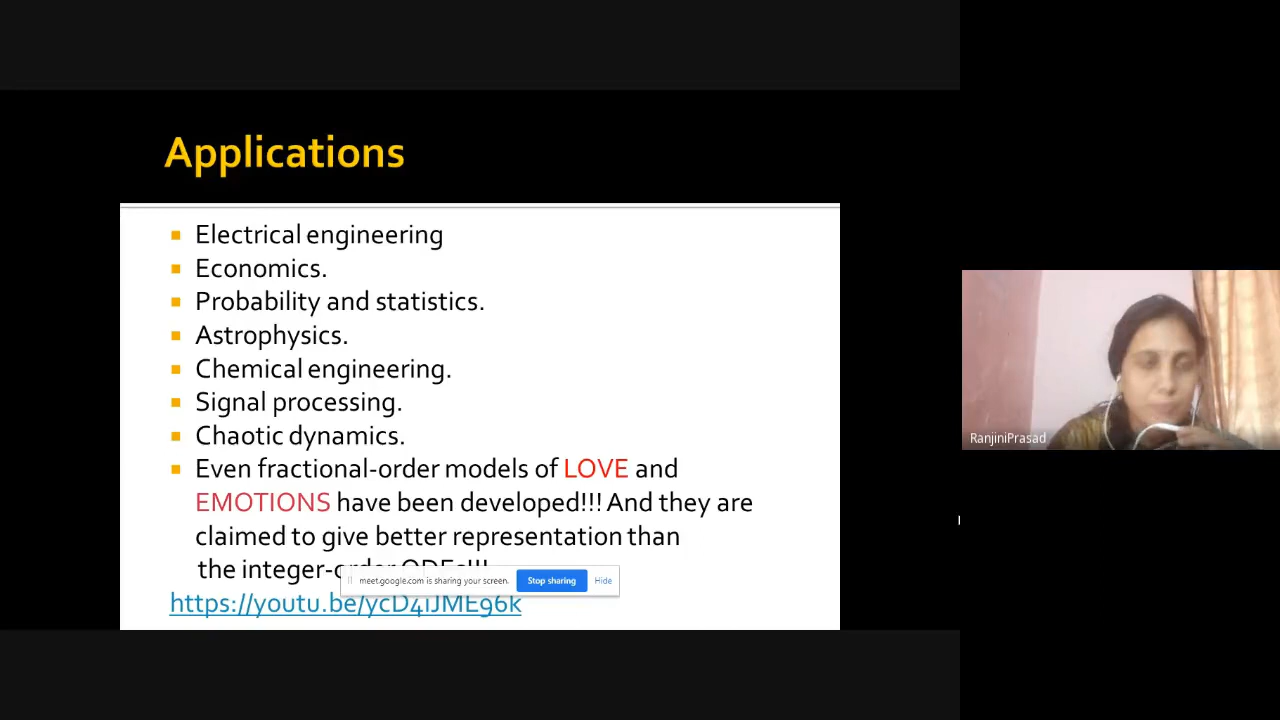 Applications
Electrical engineering
Economics.
Probability and statistics.
Astrophysics.
Chemical engineering.
Signal processing.
Chaotic dynamics.
Even fractional-order models of LOVE and
EMOTIONS have been developed!!! And they are
claimed to give better representation than
the integer-order ODEs!!!
meet.google.com is sharing your screen.
Stop sharing
Hide
https://youtu.be/ycD41JME96k
RanjiniPrasad